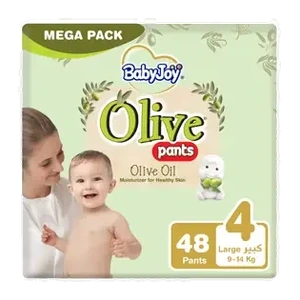 MEGA PACK
BabyJoy
Olive
pants
Olive Oil
Moisturizer for Healthy Skin
48
Pants
4
Large كبير
9-14 Kg